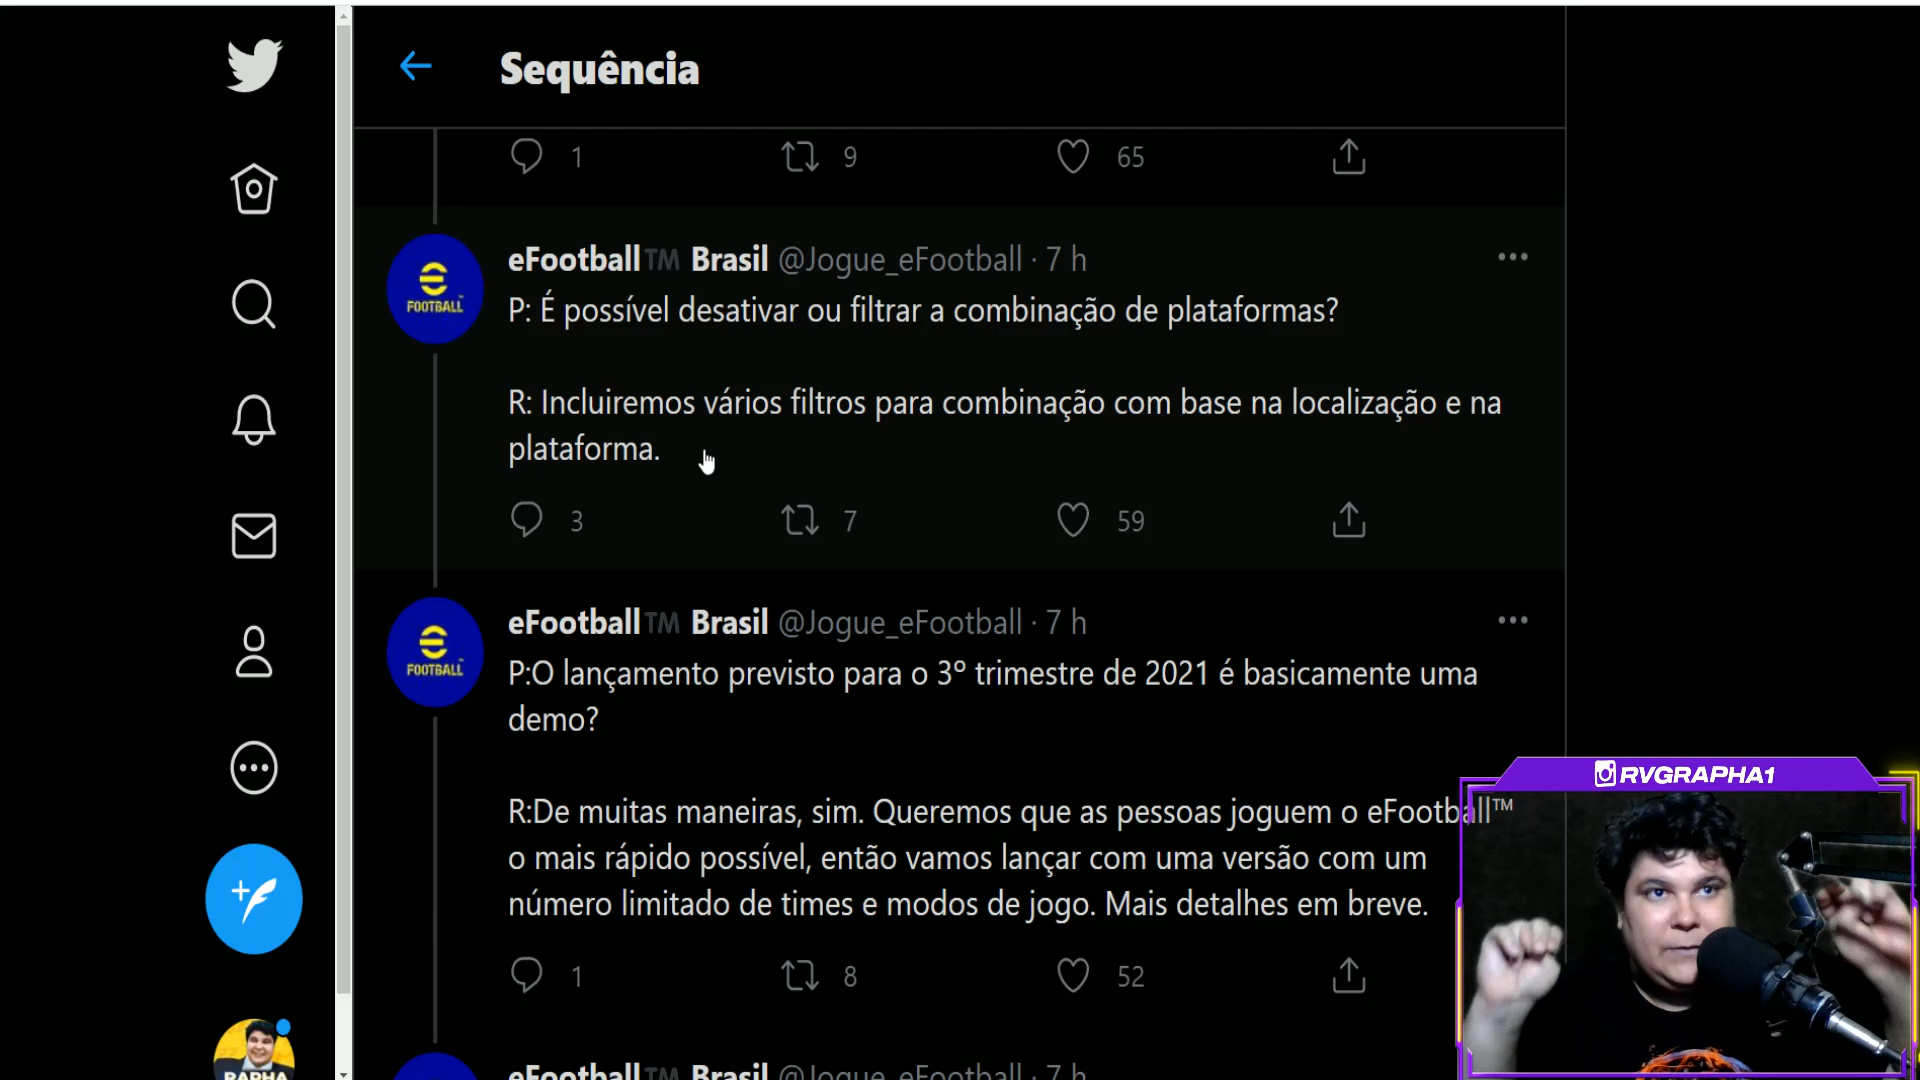 Sequência
1 9 65
eFootball™ Brasil @Jogue_eFootball · 7 h
FOOTBALL
P: É possível desativar ou filtrar a combinação de plataformas?
R: Incluiremos vários filtros para combinação com base na localização e na
plataforma.
3 7 59
eFootball™ Brasil @Jogue_eFootball · 7 h
FOOTBALL
P:O lançamento previsto para o 3º trimestre de 2021 é basicamente uma
demo?
R:De muitas maneiras, sim. Queremos que as pessoas joguem o eFootball™
o mais rápido possível, então vamos lançar com uma versão com um
número limitado de times e modos de jogo. Mais detalhes em breve.
1 8 52
eFootball™ Brasil @Jogue_eFootball · 7 h
RAPHA
RVGRAPHA1